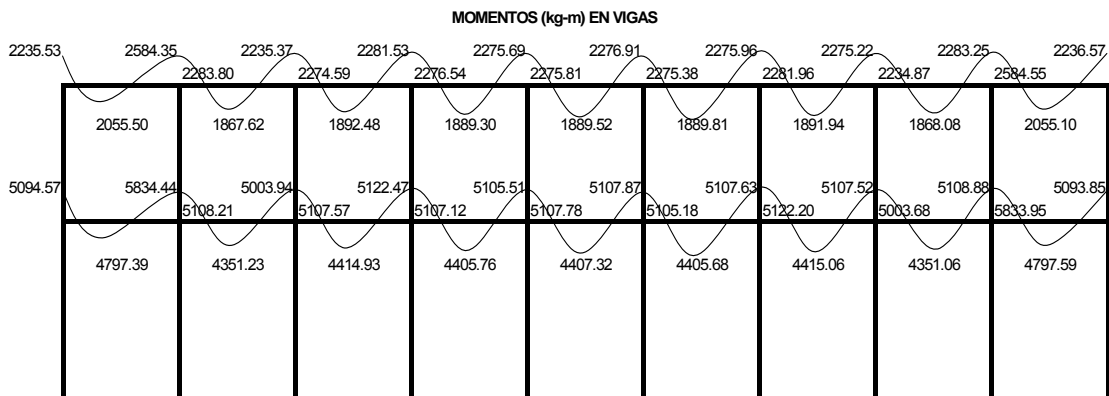 MOMENTOS (kg-m) EN VIGAS
2235.53 2584.35 2235.37 2281.53 2275.69 2276.91 2275.96 2275.22 2283.25 2236.57
2283.80 2274.59 2276.54 2275.81 2275.38 2281.96 2234.87 2584.55
2055.50 1867.62 1892.48 1889.30 1889.52 1889.81 1891.94 1868.08 2055.10
5094.57 5834.44 5003.94 5122.47 5105.51 5107.87 5107.63 5107.52 5108.88 5093.85
5108.21 5107.57 5107.12 5107.78 5105.18 5122.20 5003.68 5833.95
4797.39 4351.23 4414.93 4405.76 4407.32 4405.68 4415.06 4351.06 4797.59